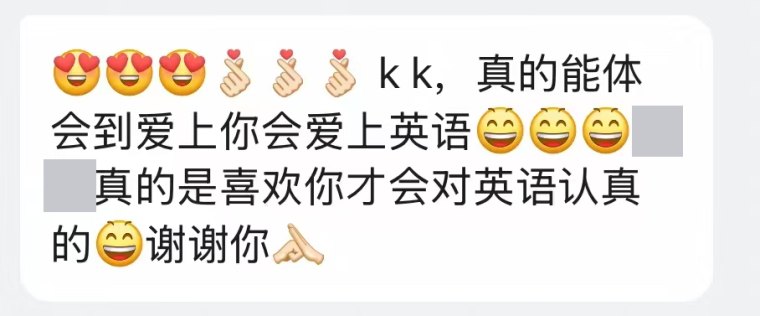 😍😍😍🫰🏻🫰🏻🫰🏻 k k，真的能体
会到爱上你会爱上英语😄😄😄
真的是喜欢你才会对英语认真
的😄谢谢你🙏🏻